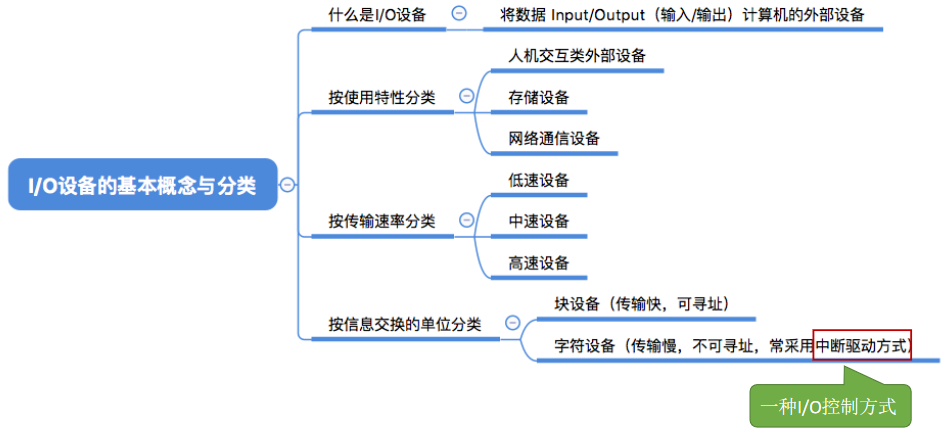 I/O设备的基本概念与分类
什么是I/O设备
将数据 Input/Output（输入/输出）计算机的外部设备
按使用特性分类
人机交互类外部设备
存储设备
网络通信设备
按传输速率分类
低速设备
中速设备
高速设备
按信息交换的单位分类
块设备（传输快，可寻址）
字符设备（传输慢，不可寻址，常采用中断驱动方式）
一种I/O控制方式